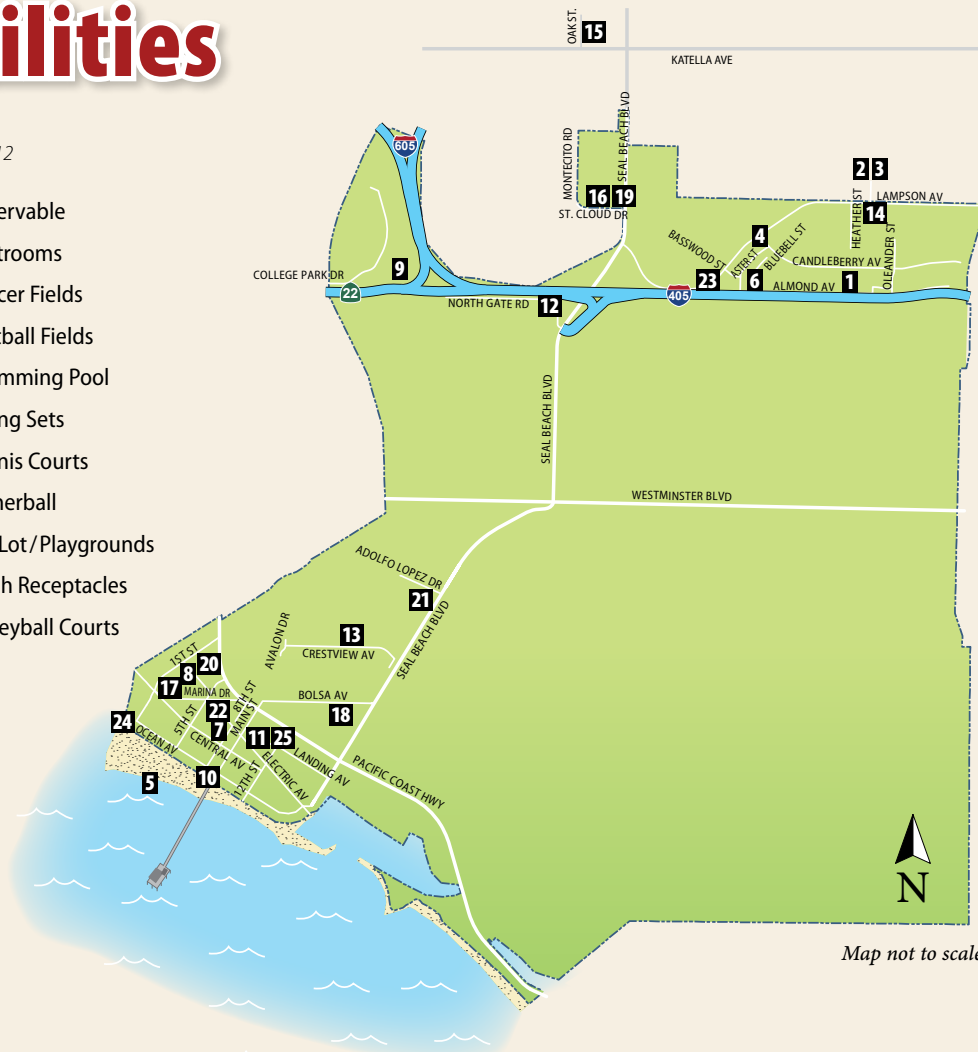 ilities
12
ervable
trooms
cer Fields
tball Fields
mming Pool
ng Sets
nis Courts
nerball
Lot/Playgrounds
h Receptacles
eyball Courts
OAK ST.
15
KATELLA AVE
SEAL BEACH BLVD
MONTECITO RD
605
16
19
ST. CLOUD DR
2
3
LAMPSON AV
HEATHER ST
14
OLEANDER ST
4
BASSWOOD ST
ASTER ST
BLUEBELL ST
CANDLEBERRY AV
23
6
ALMOND AV
1
COLLEGE PARK DR
9
22
NORTH GATE RD
12
405
SEAL BEACH BLVD
WESTMINSTER BLVD
ADOLFO LOPEZ DR
21
SEAL BEACH BLVD
AVALON DR
13
CRESTVIEW AV
1ST ST
20
8
17
MARINA DR
8TH ST
MAIN ST
BOLSA AV
18
22
7
5TH ST
24
OCEAN AV
CENTRAL AV
11
25
LANDING AV
ELECTRIC AV
12TH ST
PACIFIC COAST HWY
5
10
N
Map not to scale